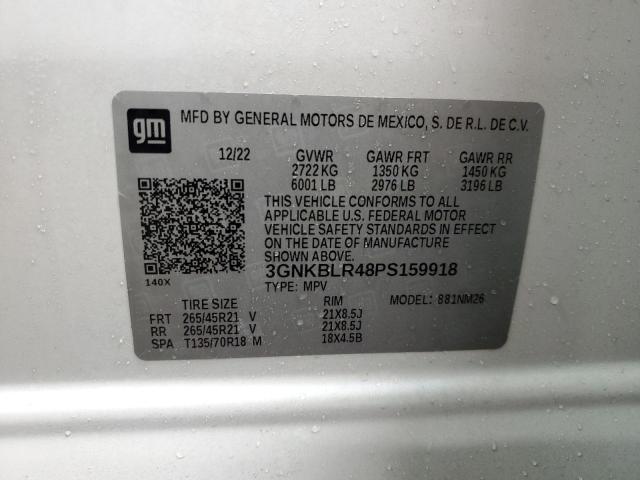 gm
MFD BY GENERAL MOTORS DE MEXICO, S. DE R.L. DE C.V.
12/22 GVWR GAWR FRT GAWR RR
2722 KG 1350 KG 1450 KG
6001 LB 2976 LB 3196 LB
THIS VEHICLE CONFORMS TO ALL
APPLICABLE U.S. FEDERAL MOTOR
VEHICLE SAFETY STANDARDS IN EFFECT
ON THE DATE OF MANUFACTURE
SHOWN ABOVE.
3GNKBLR48PS159918
140X
TYPE: MPV MODEL: 881NM26
TIRE SIZE RIM
FRT 265/45R21 V 21X8.5J
RR 265/45R21 V 21X8.5J
SPA T135/70R18 M 18X4.5B